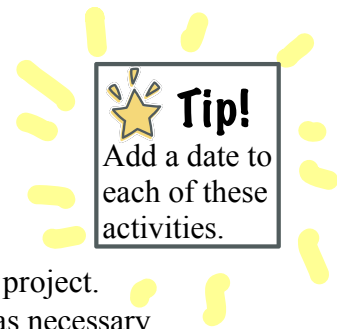 Tip!
Add a date to
each of these
activities.
project.
as necessary